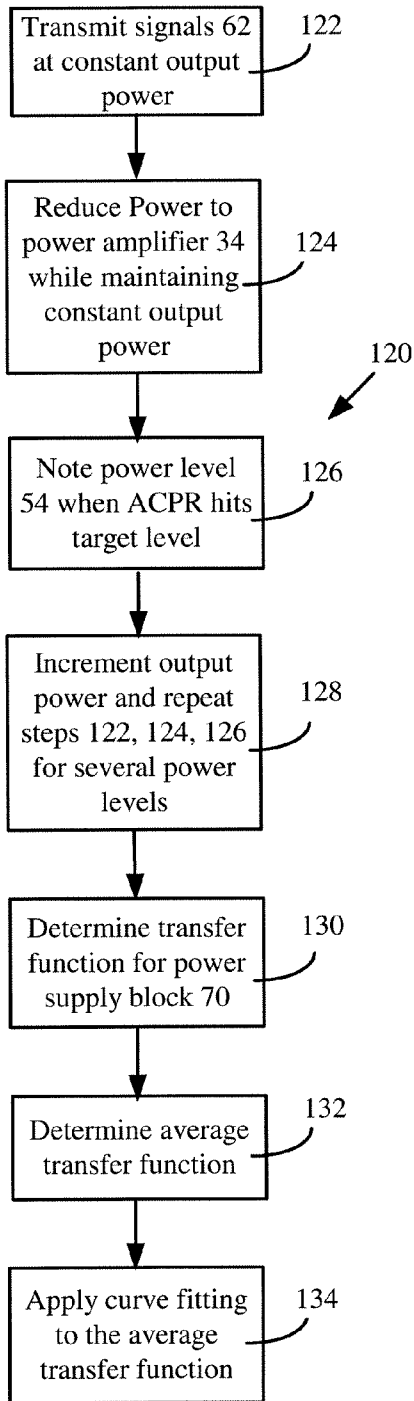 Transmit signals 62
at constant output
power
122
Reduce Power to
power amplifier 34
while maintaining
constant output
power
124
120
Note power level
54 when ACPR hits
target level
126
Increment output
power and repeat
steps 122, 124, 126
for several power
levels
128
Determine transfer
function for power
supply block 70
130
Determine average
transfer function
132
Apply curve fitting
to the average
transfer function
134